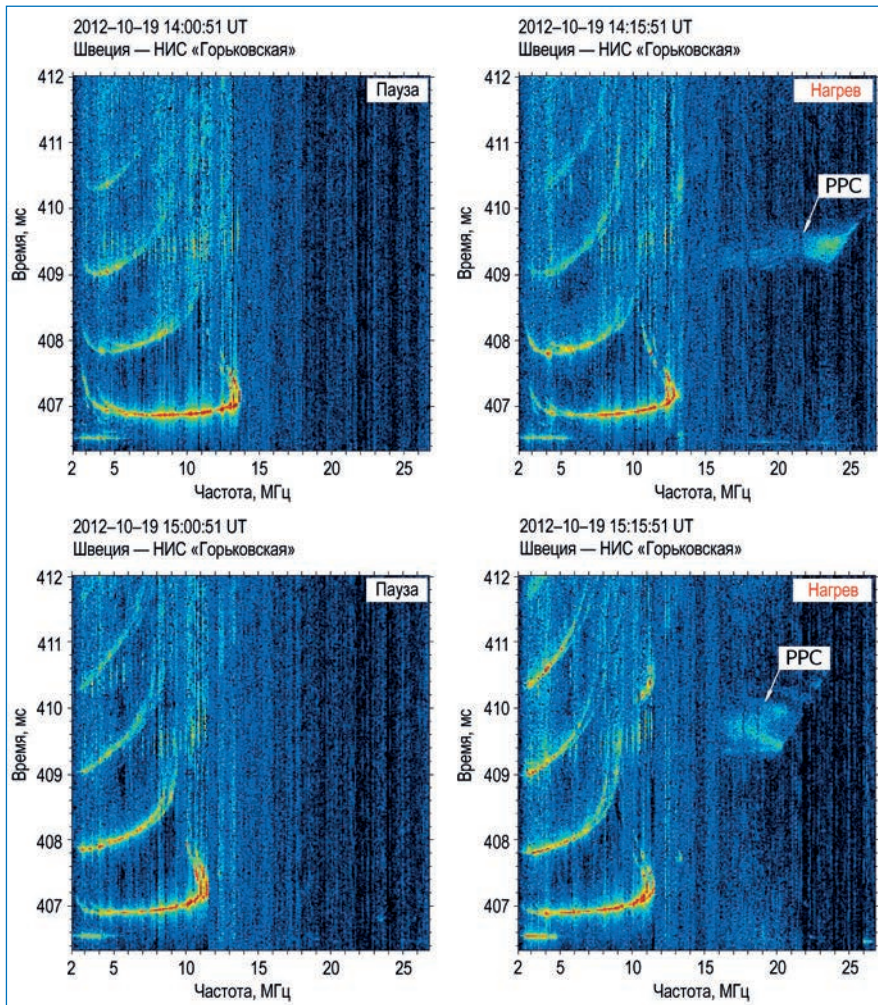 2012–10–19 14:00:51 UT
Швеция — НИС «Горьковская»
Пауза
412
411
410
409
408
407
Время, мс
2 5 10 15 20 25
Частота, МГц
2012–10–19 14:15:51 UT
Швеция — НИС «Горьковская»
Нагрев
РРС
412
411
410
409
408
407
Время, мс
2 5 10 15 20 25
Частота, МГц
2012–10–19 15:00:51 UT
Швеция — НИС «Горьковская»
Пауза
412
411
410
409
408
407
Время, мс
2 5 10 15 20 25
Частота, МГц
2012–10–19 15:15:51 UT
Швеция — НИС «Горьковская»
Нагрев
РРС
412
411
410
409
408
407
Время, мс
2 5 10 15 20 25
Частота, МГц